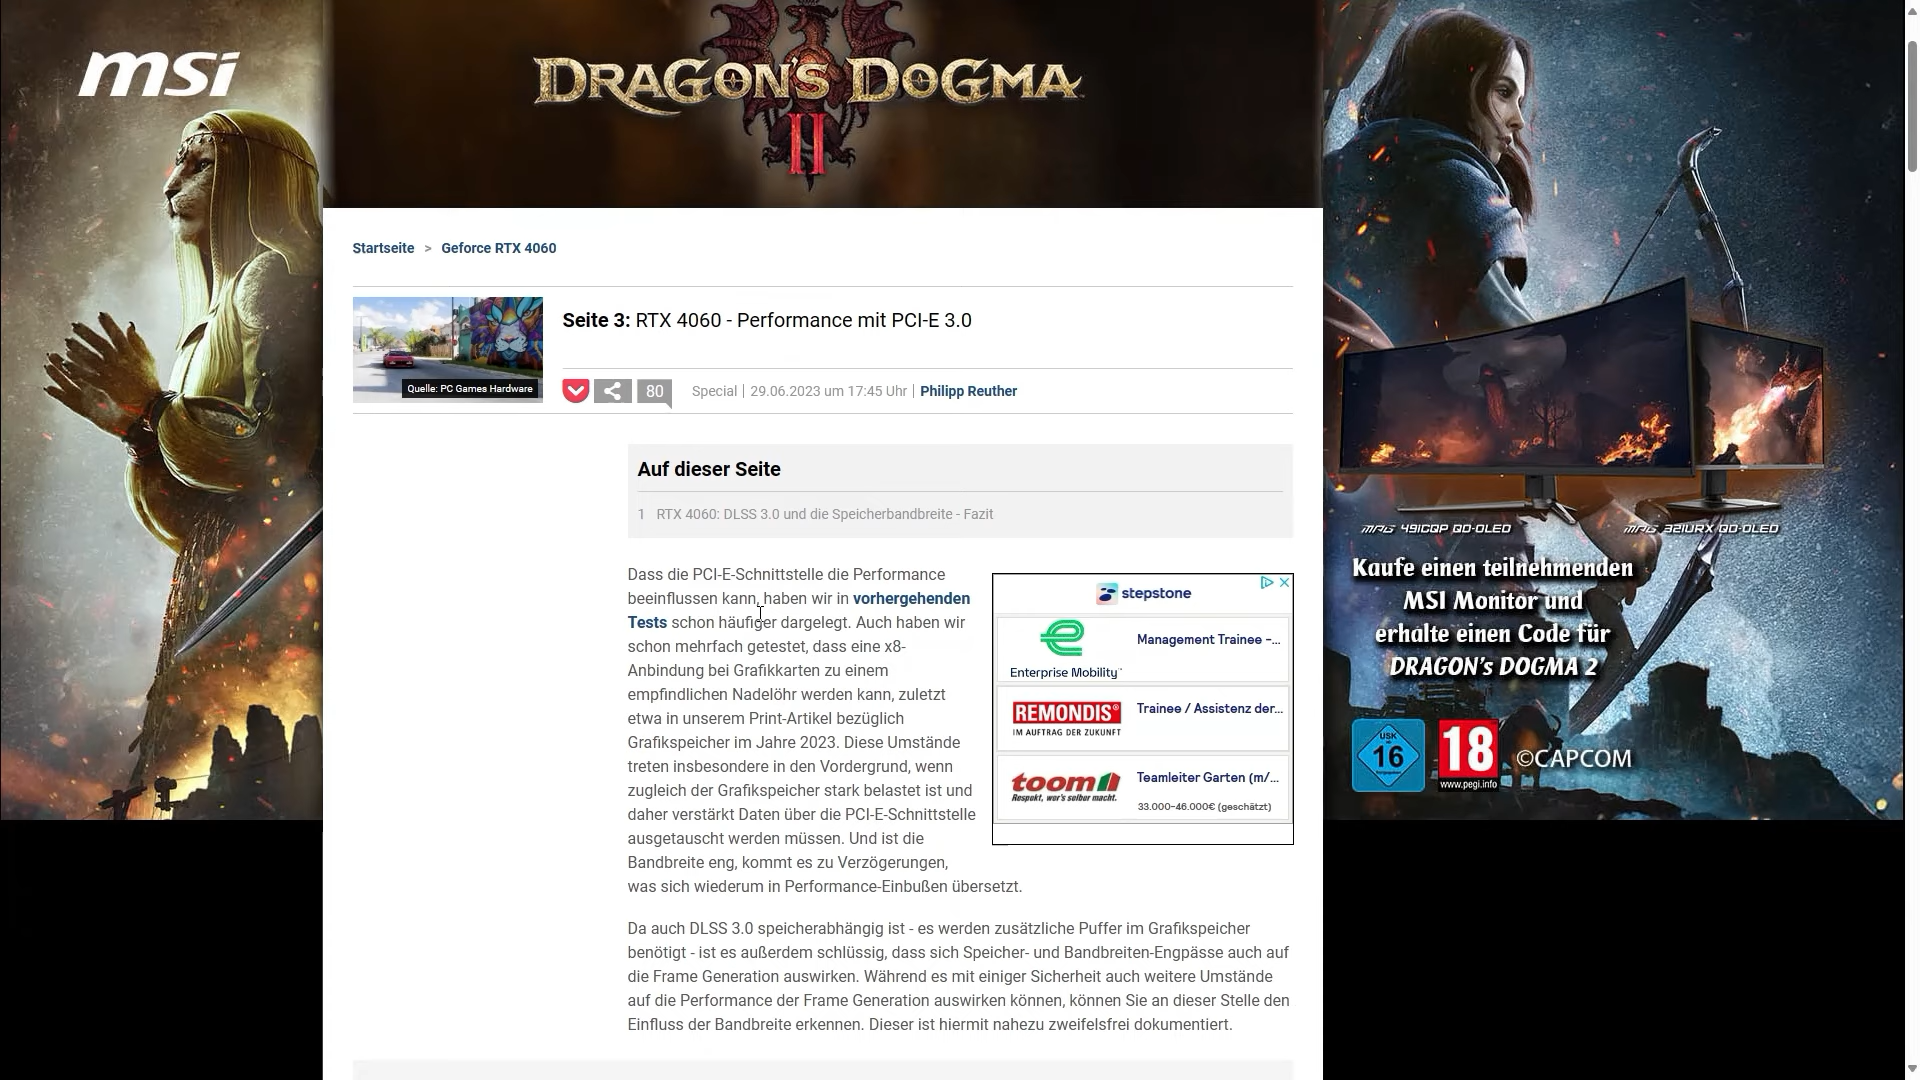 msi
DRAGON'S DOGMA
II
Startseite > Geforce RTX 4060
Quelle: PC Games Hardware
Seite 3: RTX 4060 - Performance mit PCI-E 3.0
80 Special | 29.06.2023 um 17:45 Uhr | Philipp Reuther
Auf dieser Seite
1 RTX 4060: DLSS 3.0 und die Speicherbandbreite - Fazit
Dass die PCI-E-Schnittstelle die Performance
beeinflussen kann, haben wir in vorhergehenden
Tests schon häufiger dargelegt. Auch haben wir
schon mehrfach getestet, dass eine x8-
Anbindung bei Grafikkarten zu einem
empfindlichen Nadelöhr werden kann, zuletzt
etwa in unserem Print-Artikel bezüglich
Grafikspeicher im Jahre 2023. Diese Umstände
treten insbesondere in den Vordergrund, wenn
zugleich der Grafikspeicher stark belastet ist und
daher verstärkt Daten über die PCI-E-Schnittstelle
ausgetauscht werden müssen. Und ist die
Bandbreite eng, kommt es zu Verzögerungen,
was sich wiederum in Performance-Einbußen übersetzt.
Da auch DLSS 3.0 speicherabhängig ist - es werden zusätzliche Puffer im Grafikspeicher
benötigt - ist es außerdem schlüssig, dass sich Speicher- und Bandbreiten-Engpässe auch auf
die Frame Generation auswirken. Während es mit einiger Sicherheit auch weitere Umstände
auf die Performance der Frame Generation auswirken können, können Sie an dieser Stelle den
Einfluss der Bandbreite erkennen. Dieser ist hiermit nahezu zweifelsfrei dokumentiert.
stepstone
Enterprise Mobility
Management Trainee -...
REMONDIS®
IM AUFTRAG DER ZUKUNFT
Trainee / Assistenz der...
toom
Respekt, wer's selber macht.
Teamleiter Garten (m/...
33.000-46.000€ (geschätzt)
MPG 491CQP QD-OLED
MPG 321URX QD-OLED
Kaufe einen teilnehmenden
MSI Monitor und
erhalte einen Code für
DRAGON's DOGMA 2
USK
ab
16
18
www.pegi.info
©CAPCOM